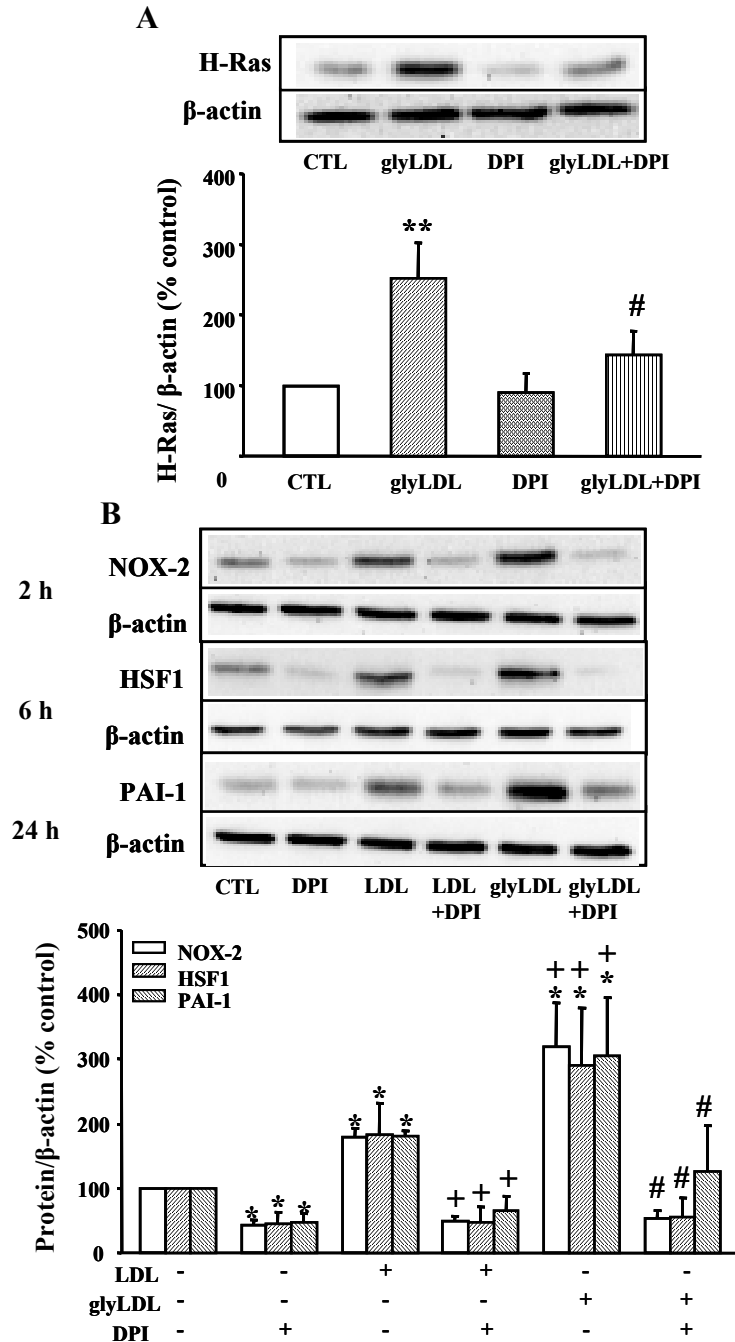 A
H-Ras
β-actin
CTL glyLDL DPI glyLDL+DPI
H-Ras/ β-actin (% control)
400
300
200
100
0
**
#
CTL glyLDL DPI glyLDL+DPI
B
2 h
NOX-2
β-actin
6 h
HSF1
β-actin
24 h
PAI-1
β-actin
CTL DPI LDL LDL glyLDL glyLDL
+DPI +DPI
Protein/β-actin (% control)
500
400
300
200
100
0
NOX-2
HSF1
PAI-1
* * *
* * *
+ + +
+ + +
* * *
# # #
LDL - - + + - -
glyLDL - - - - + +
DPI - + - + - +